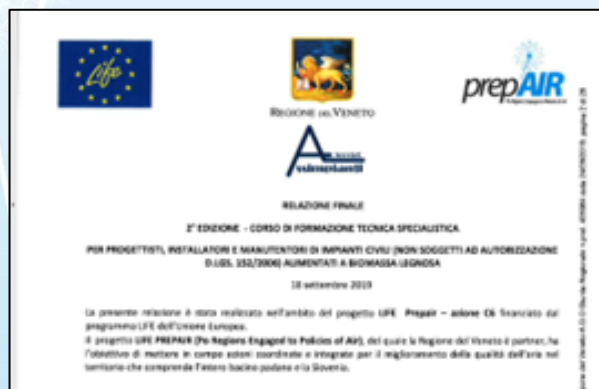 Life
prepAIR
REGIONE DEL VENETO
RELAZIONE FINALE
2° EDIZIONE - CORSO DI FORMAZIONE TECNICA SPECIALISTICA
PER PROGETTISTI, INSTALLATORI E MANUTENTORI DI IMPIANTI CIVILI (NON SOGGETTI AD AUTORIZZAZIONE
D.LGS. 152/2006) ALIMENTATI A BIOMASSA LEGNOSA
18 settembre 2019
La presente relazione è stata realizzata nell'ambito del progetto LIFE Prepair – azione C6 finanziato dal
programma LIFE dell'Unione Europea.
Il progetto LIFE PREPAIR (Po Regions Engaged to Policies of Air), del quale la Regione del Veneto è partner, ha
l'obiettivo di mettere in campo azioni coordinate e integrate per il miglioramento della qualità dell'aria nel
territorio che comprende l'intero bacino padano e la Slovenia.